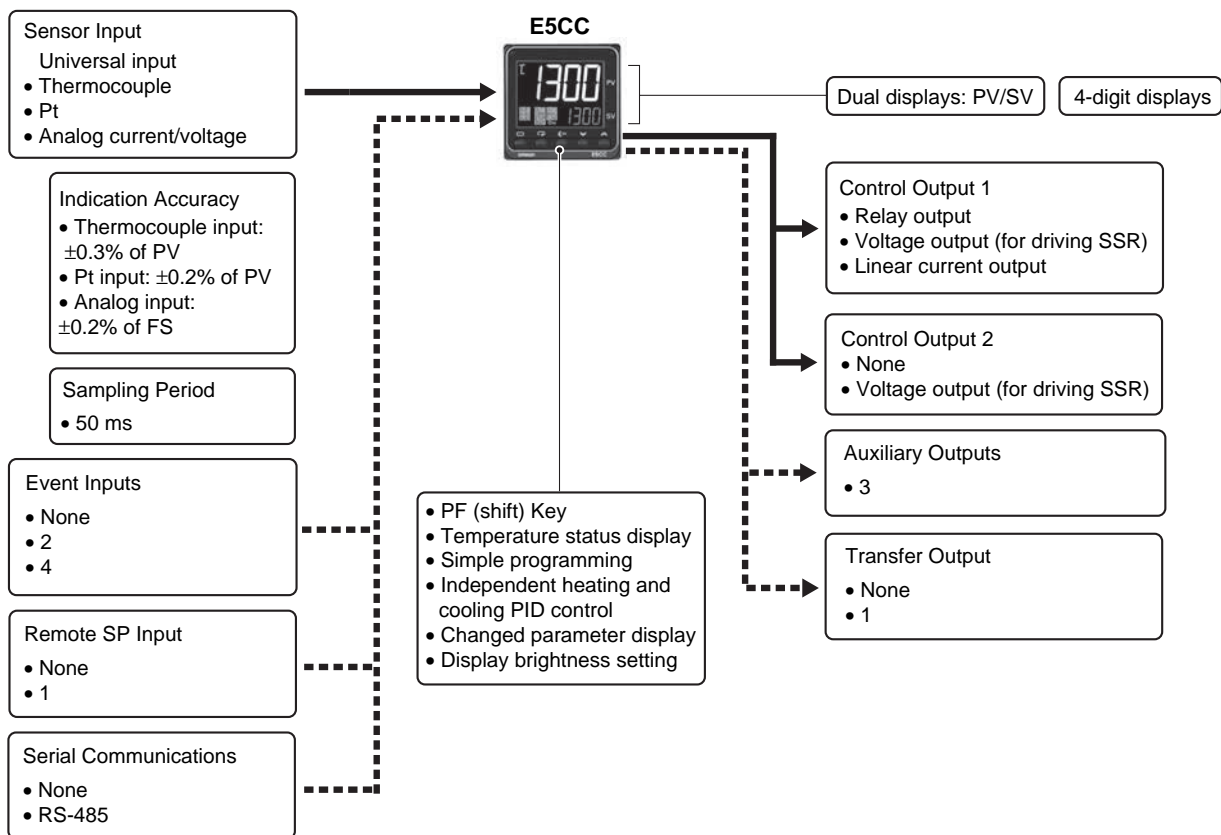 Sensor Input
Universal input
• Thermocouple
• Pt
• Analog current/voltage
Indication Accuracy
• Thermocouple input:
±0.3% of PV
• Pt input: ±0.2% of PV
• Analog input:
±0.2% of FS
Sampling Period
• 50 ms
Event Inputs
• None
• 2
• 4
Remote SP Input
• None
• 1
Serial Communications
• None
• RS-485
E5CC
1300
PV
1300
SV
OMRON
E5CC
• PF (shift) Key
• Temperature status display
• Simple programming
• Independent heating and
cooling PID control
• Changed parameter display
• Display brightness setting
Dual displays: PV/SV
4-digit displays
Control Output 1
• Relay output
• Voltage output (for driving SSR)
• Linear current output
Control Output 2
• None
• Voltage output (for driving SSR)
Auxiliary Outputs
• 3
Transfer Output
• None
• 1